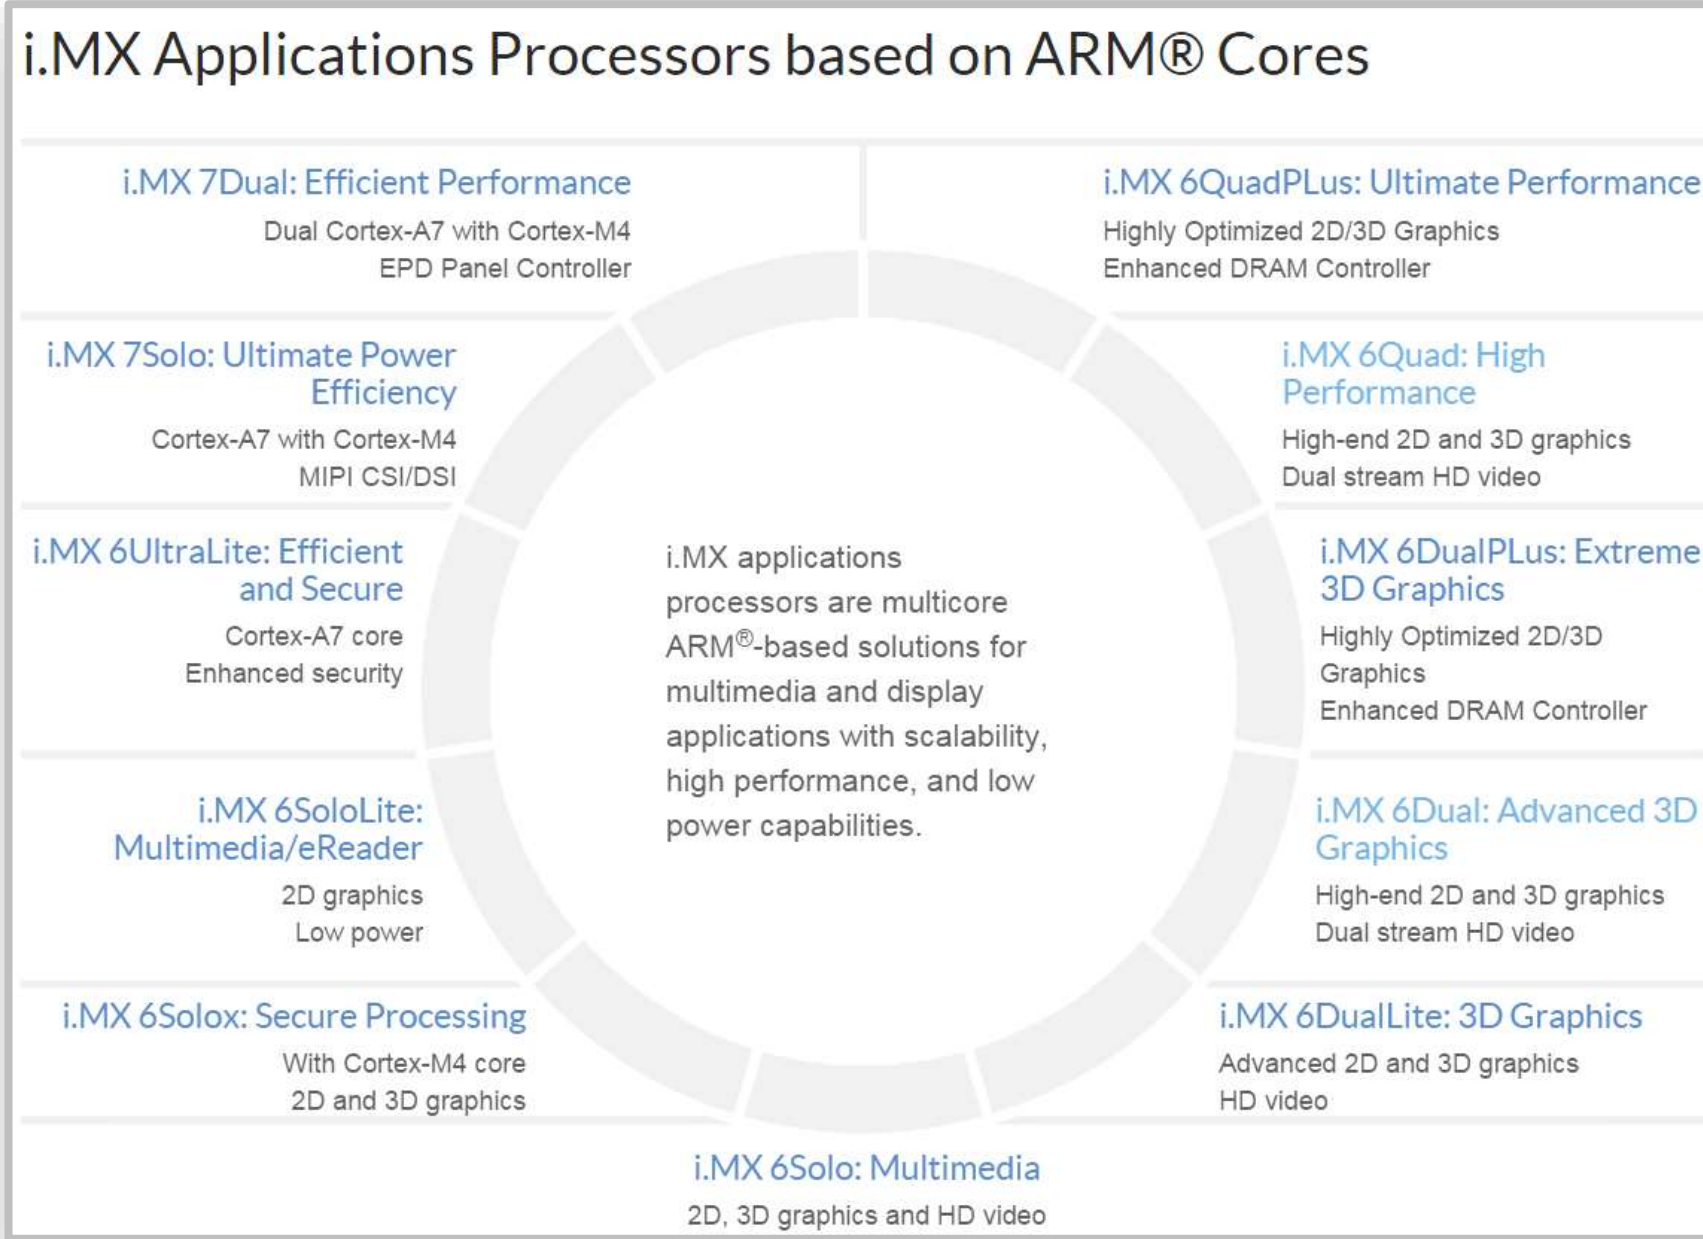 i.MX Applications Processors based on ARM® Cores
i.MX 7Dual: Efficient Performance
Dual Cortex-A7 with Cortex-M4
EPD Panel Controller
i.MX 7Solo: Ultimate Power
Efficiency
Cortex-A7 with Cortex-M4
MIPI CSI/DSI
i.MX 6UltraLite: Efficient
and Secure
Cortex-A7 core
Enhanced security
i.MX 6SoloLite:
Multimedia/eReader
2D graphics
Low power
i.MX 6Solox: Secure Processing
With Cortex-M4 core
2D and 3D graphics
i.MX applications
processors are multicore
ARM®-based solutions for
multimedia and display
applications with scalability,
high performance, and low
power capabilities.
i.MX 6QuadPLus: Ultimate Performance
Highly Optimized 2D/3D Graphics
Enhanced DRAM Controller
i.MX 6Quad: High
Performance
High-end 2D and 3D graphics
Dual stream HD video
i.MX 6DualPLus: Extreme
3D Graphics
Highly Optimized 2D/3D
Graphics
Enhanced DRAM Controller
i.MX 6Dual: Advanced 3D
Graphics
High-end 2D and 3D graphics
Dual stream HD video
i.MX 6DualLite: 3D Graphics
Advanced 2D and 3D graphics
HD video
i.MX 6Solo: Multimedia
2D, 3D graphics and HD video